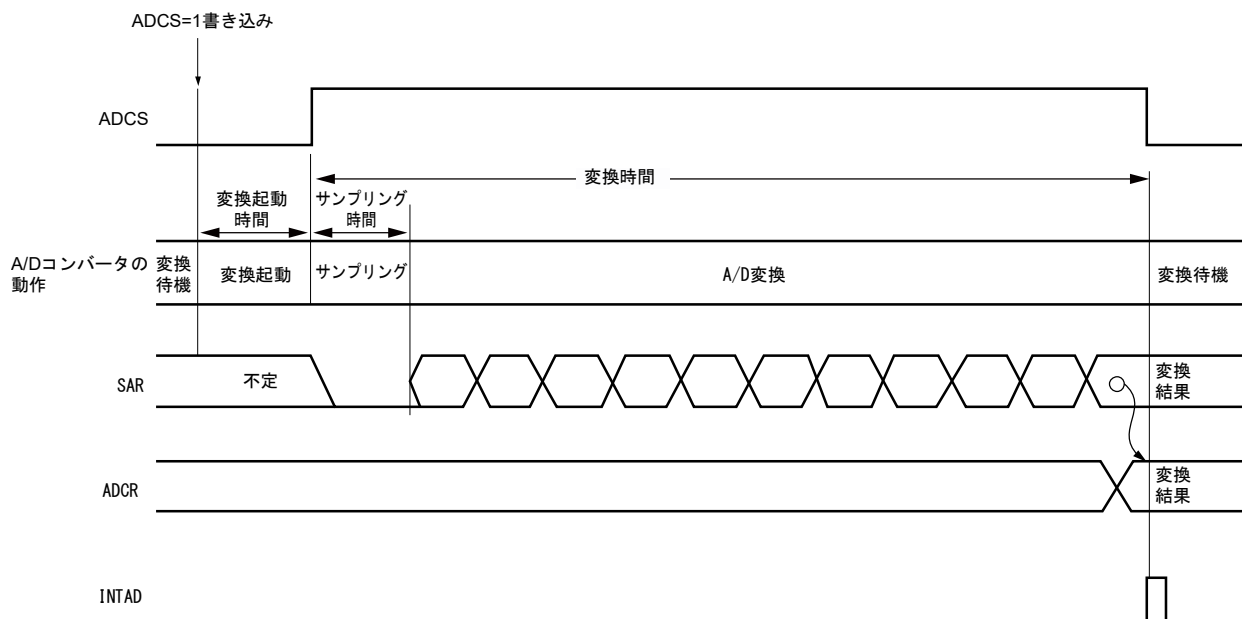 ADCS=1書き込み
ADCS
変換時間
変換起動
時間
サンプリング
時間
A/Dコンバータの
動作
変換
待機
変換起動
サンプリング
A/D変換
変換待機
SAR
不定
変換
結果
ADCR
変換
結果
INTAD